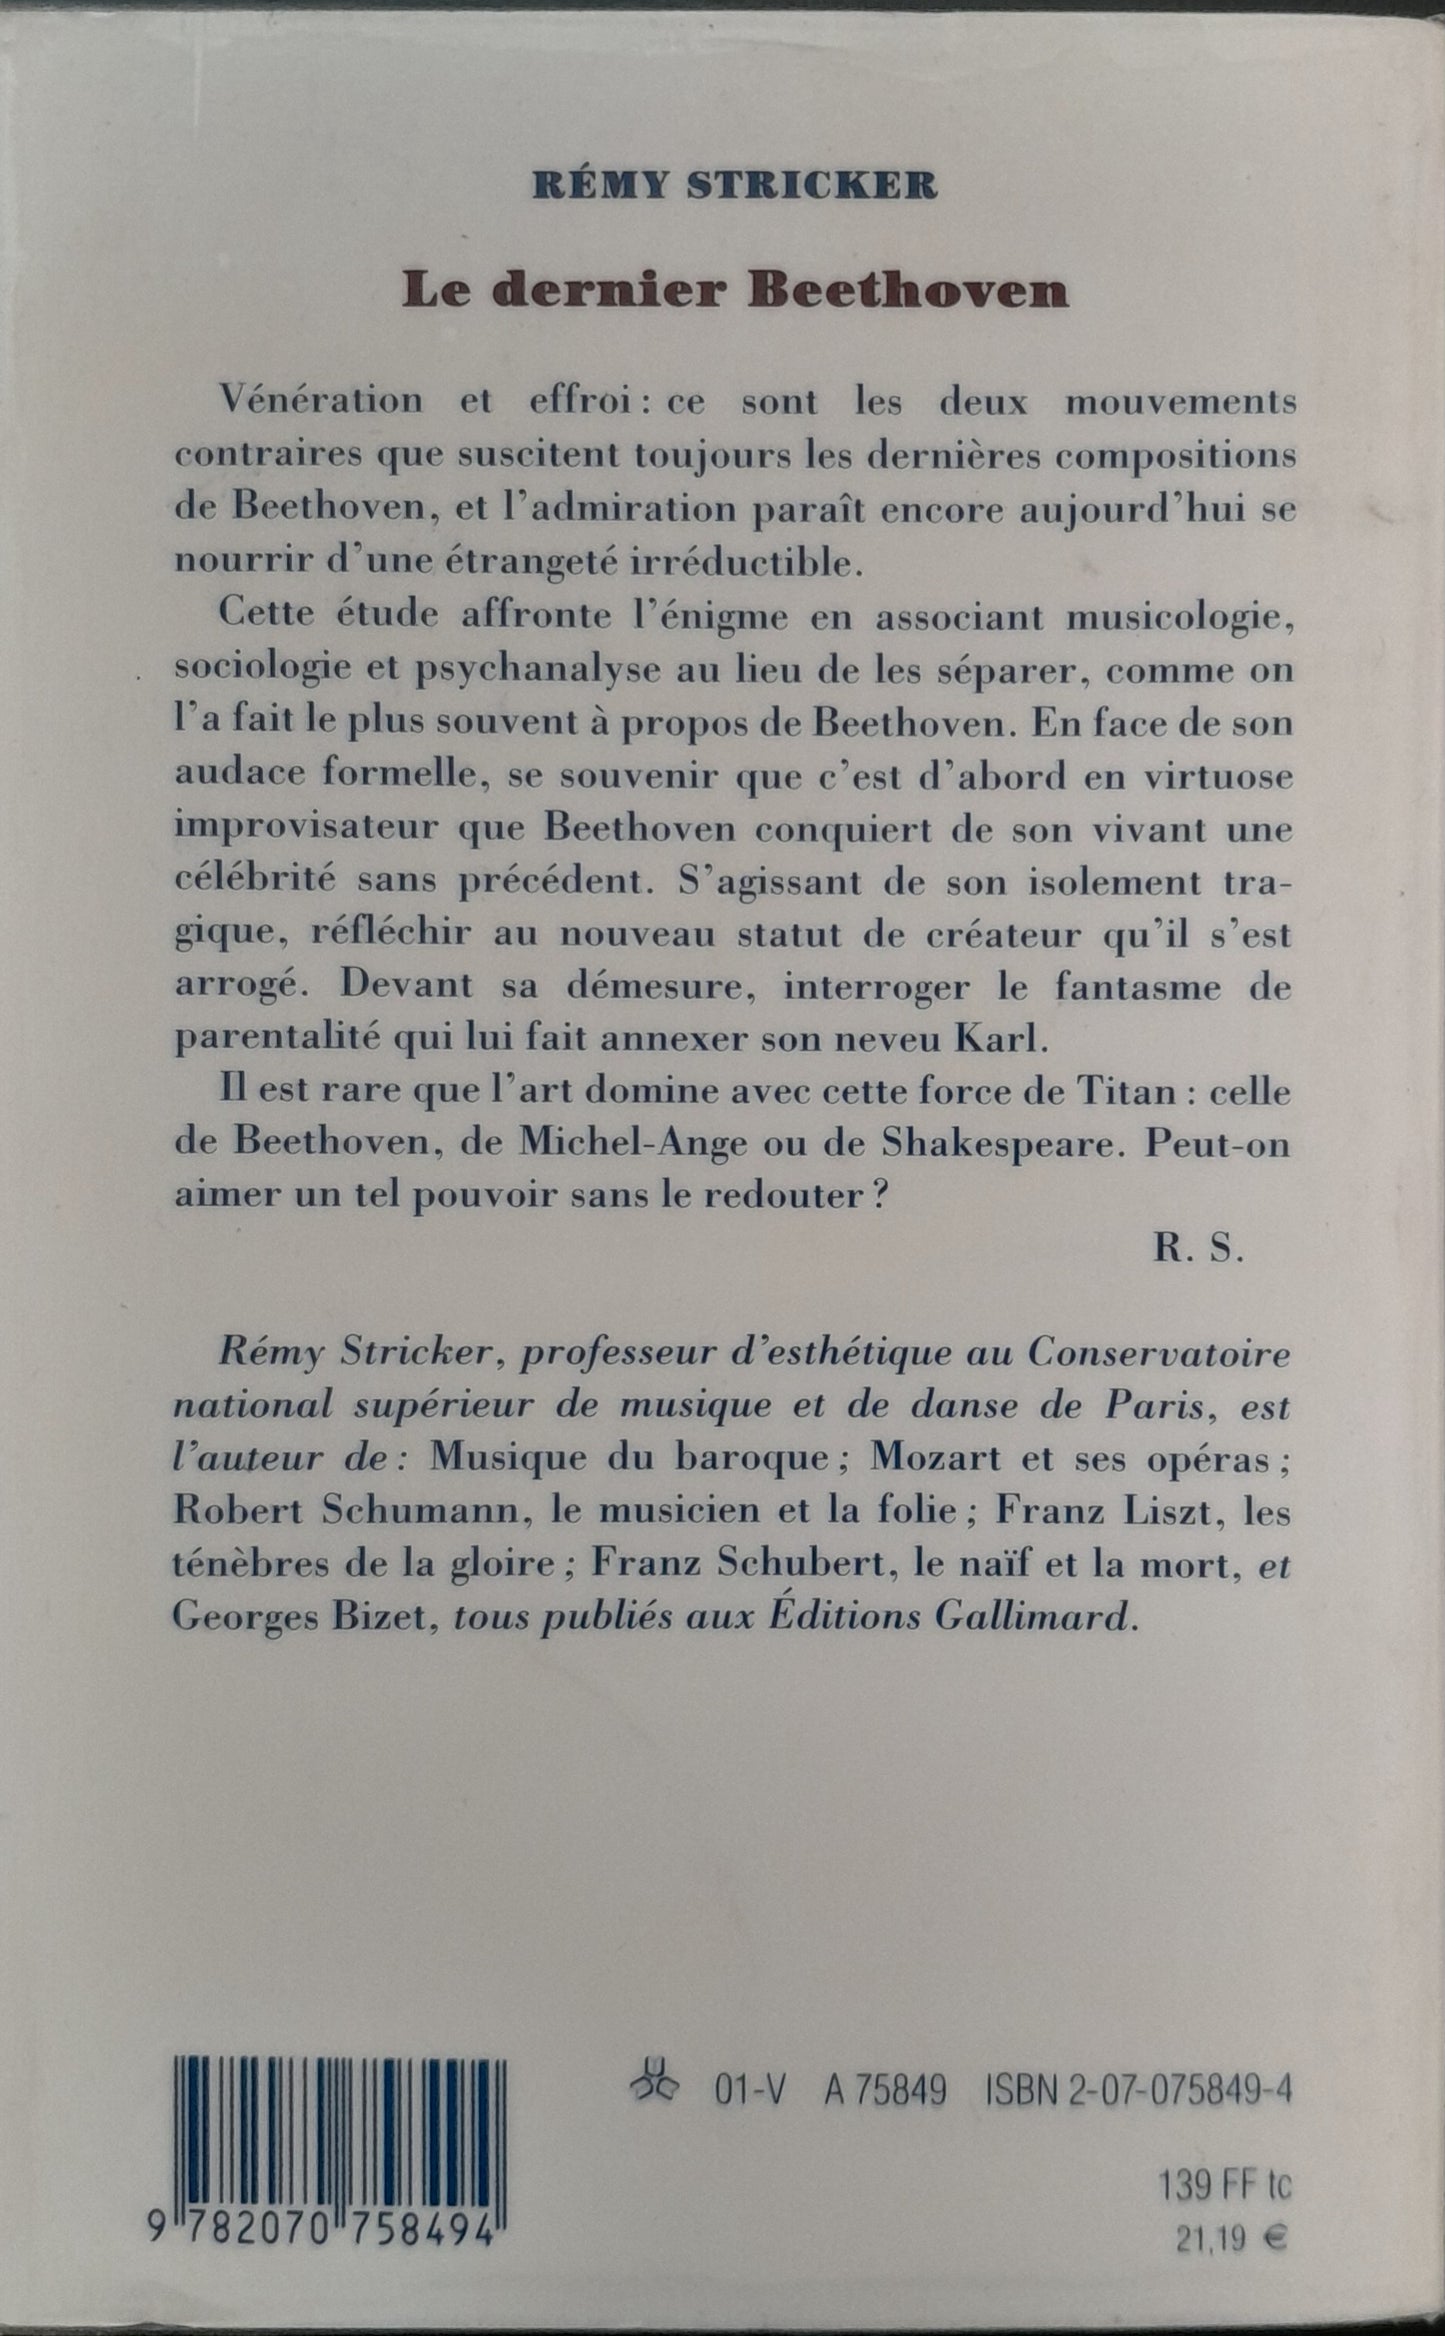 RÉMY STRICKER
Le dernier Beethoven
Vénération et effroi : ce sont les deux mouvements
contraires que suscitent toujours les dernières compositions
de Beethoven, et l'admiration paraît encore aujourd'hui se
nourrir d'une étrangeté irréductible.
Cette étude affronte l'énigme en associant musicologie,
sociologie et psychanalyse au lieu de les séparer, comme on
l'a fait le plus souvent à propos de Beethoven. En face de son
audace formelle, se souvenir que c'est d'abord en virtuose
improvisateur que Beethoven conquiert de son vivant une
célébrité sans précédent. S'agissant de son isolement tra-
gique, réfléchir au nouveau statut de créateur qu'il s'est
arrogé. Devant sa démesure, interroger le fantasme de
parentalité qui lui fait annexer son neveu Karl.
Il est rare que l'art domine avec cette force de Titan : celle
de Beethoven, de Michel-Ange ou de Shakespeare. Peut-on
aimer un tel pouvoir sans le redouter ?
R. S.
Rémy Stricker, professeur d'esthétique au Conservatoire
national supérieur de musique et de danse de Paris, est
l'auteur de : Musique du baroque ; Mozart et ses opéras ;
Robert Schumann, le musicien et la folie ; Franz Liszt, les
ténèbres de la gloire ; Franz Schubert, le naïf et la mort, et
Georges Bizet, tous publiés aux Éditions Gallimard.
01-V A 75849 ISBN 2-07-075849-4
139 FF tc
21,19 €
9 782070 758494